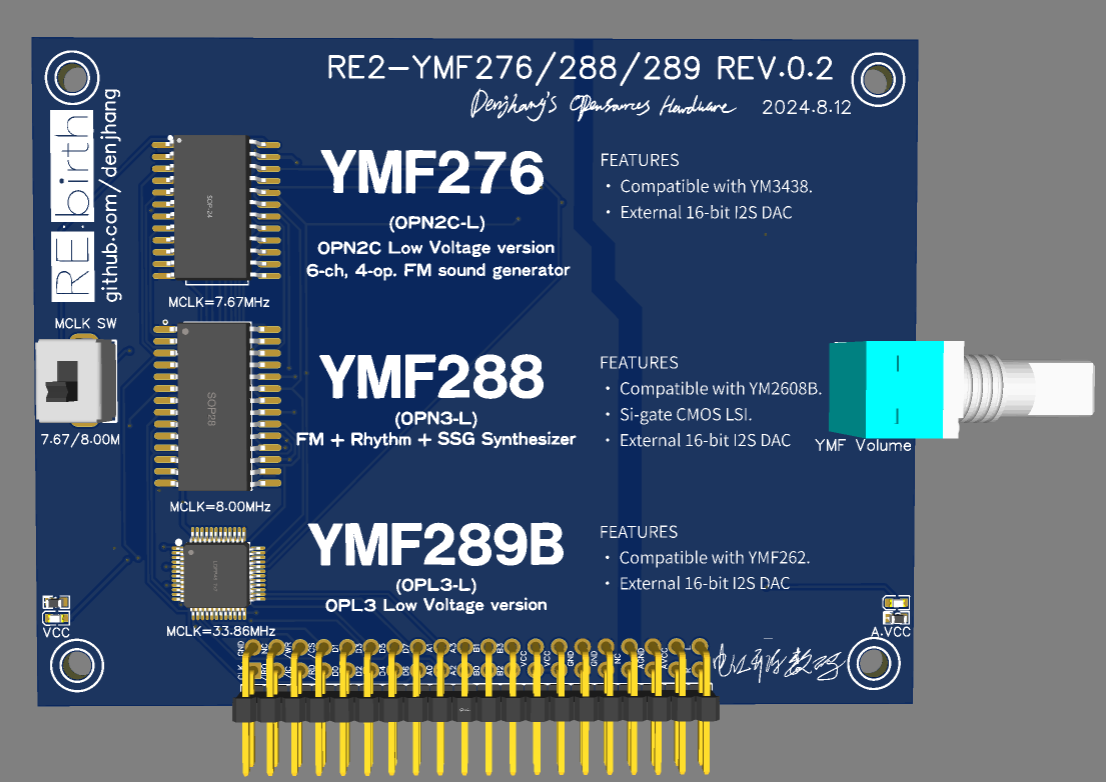 RE2-YMF276/288/289 REV.0.2
Denjhang's Opensources Hardware 2024.8.12
RE:birth
github.com/denjhang
YMF276
(OPN2C-L)
OPN2C Low Voltage version
6-ch, 4-op. FM sound generator
FEATURES
• Compatible with YM3438.
• External 16-bit I2S DAC
SOP-24
MCLK=7.67MHz
MCLK SW
7.67/8.00M
YMF288
(OPN3-L)
FM + Rhythm + SSG Synthesizer
FEATURES
• Compatible with YM2608B.
• Si-gate CMOS LSI.
• External 16-bit I2S DAC
YMF Volume
SOP28
MCLK=8.00MHz
YMF289B
(OPL3-L)
OPL3 Low Voltage version
FEATURES
• Compatible with YMF262.
• External 16-bit I2S DAC
MCLK=33.86MHz
VCC
A.VCC